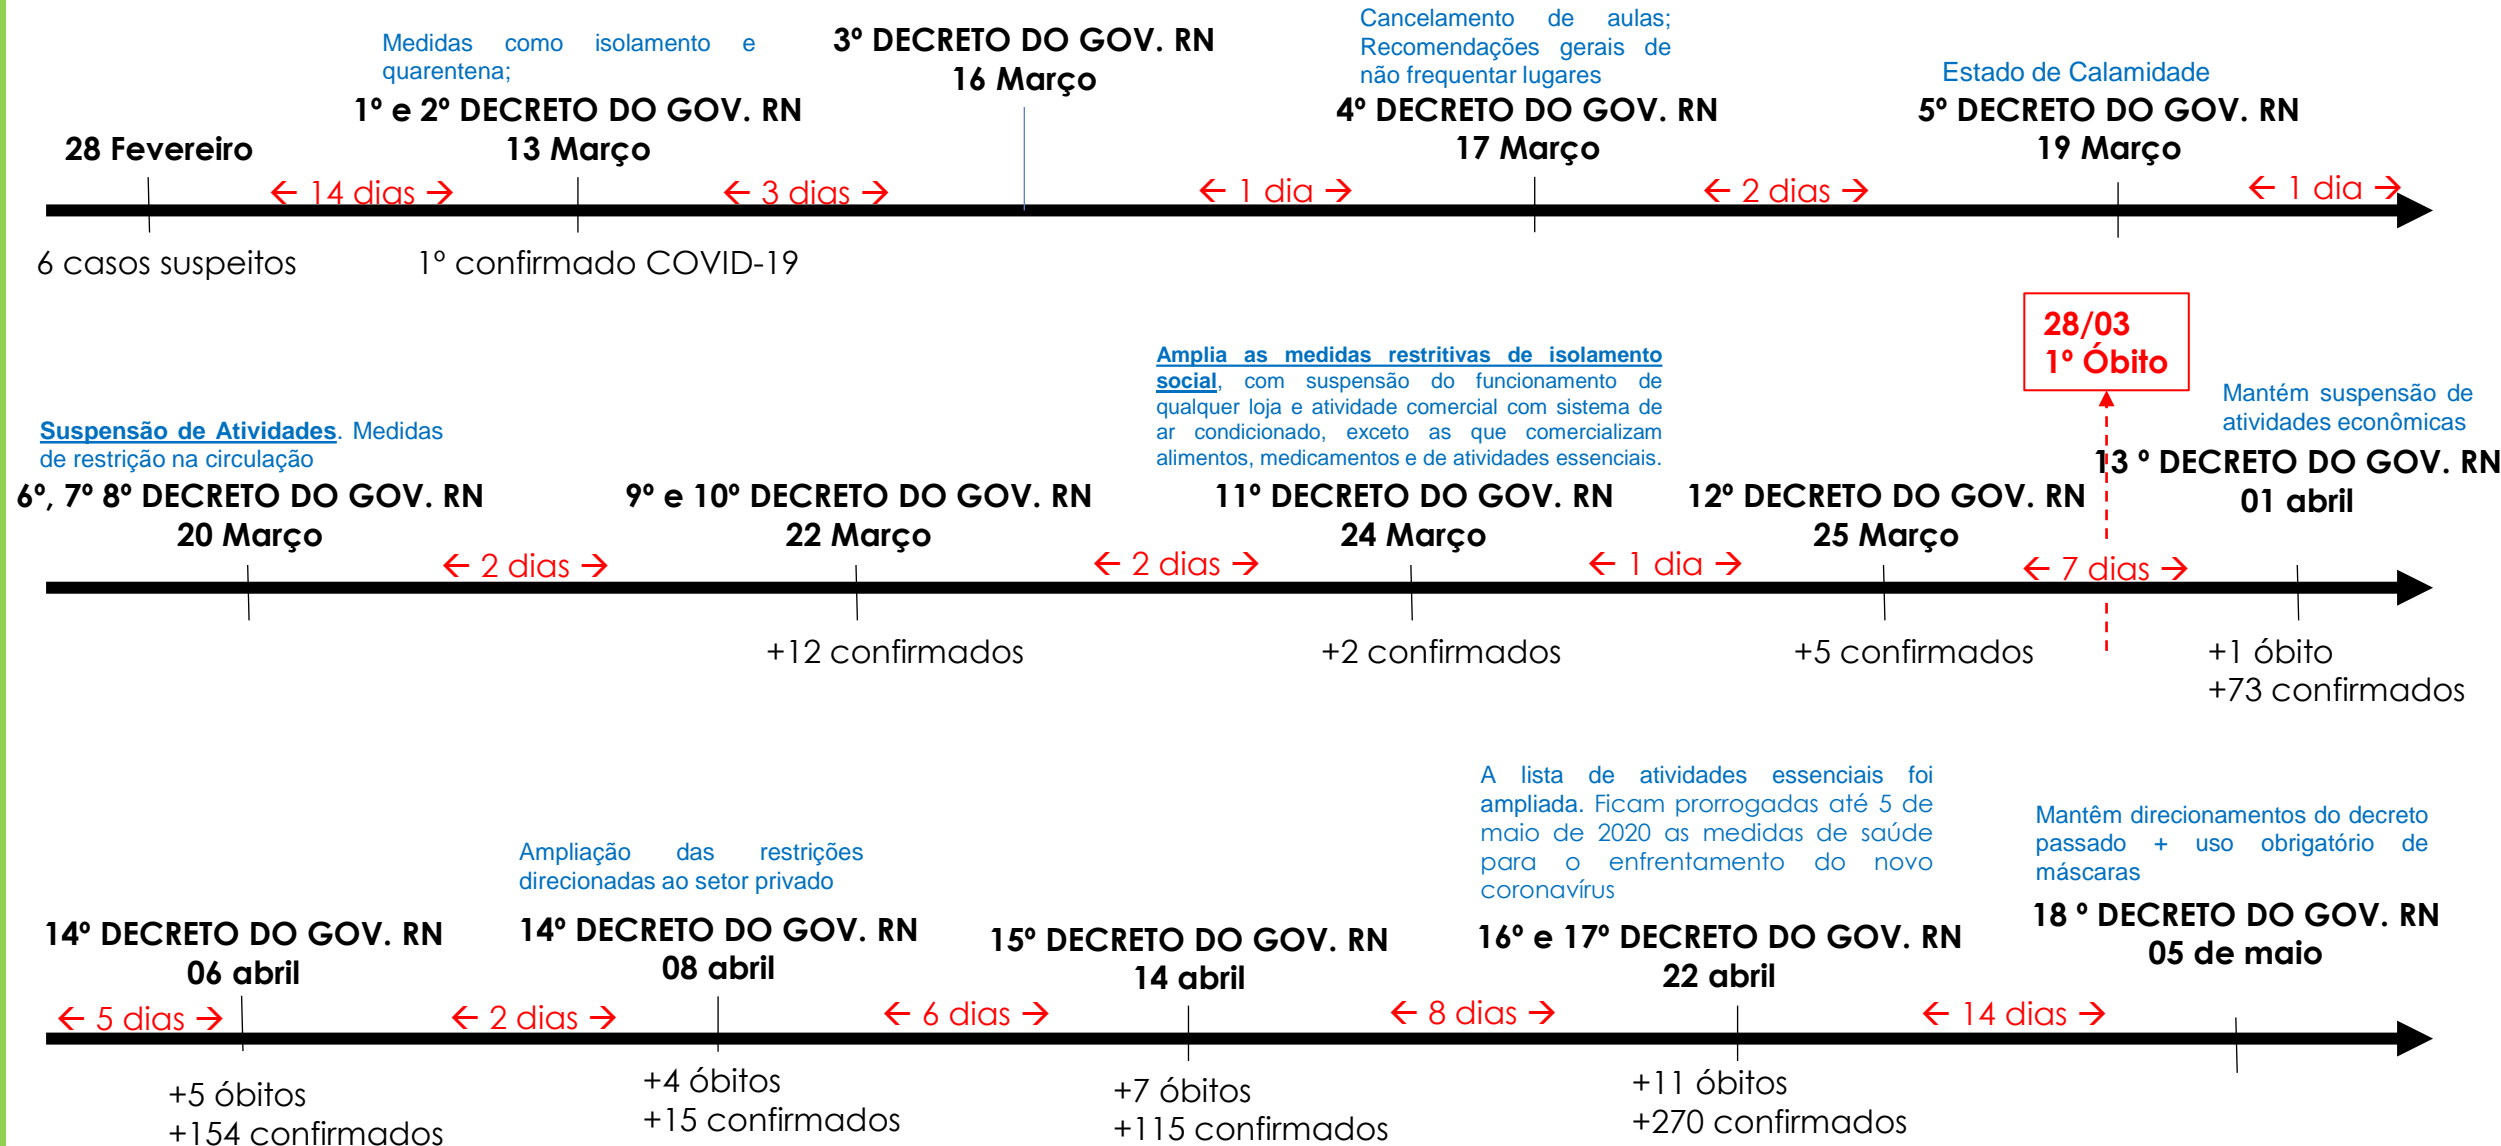 Medidas como isolamento e
quarentena;
1º e 2º DECRETO DO GOV. RN
13 Março
3º DECRETO DO GOV. RN
16 Março
Cancelamento de aulas;
Recomendações gerais de
não frequentar lugares
4º DECRETO DO GOV. RN
17 Março
Estado de Calamidade
5º DECRETO DO GOV. RN
19 Março
28 Fevereiro
← 14 dias →
← 3 dias →
← 1 dia →
← 2 dias →
← 1 dia →
6 casos suspeitos
1º confirmado COVID-19
28/03
1º Óbito
Suspensão de Atividades. Medidas
de restrição na circulação
6º, 7º 8º DECRETO DO GOV. RN
20 Março
9º e 10º DECRETO DO GOV. RN
22 Março
Amplia as medidas restritivas de isolamento
social, com suspensão do funcionamento de
qualquer loja e atividade comercial com sistema de
ar condicionado, exceto as que comercializam
alimentos, medicamentos e de atividades essenciais.
11º DECRETO DO GOV. RN
24 Março
12º DECRETO DO GOV. RN
25 Março
Mantém suspensão de
atividades econômicas
13 º DECRETO DO GOV. RN
01 abril
← 2 dias →
← 2 dias →
← 1 dia →
← 7 dias →
+12 confirmados
+2 confirmados
+5 confirmados
+1 óbito
+73 confirmados
14º DECRETO DO GOV. RN
06 abril
Ampliação das restrições
direcionadas ao setor privado
14º DECRETO DO GOV. RN
08 abril
15º DECRETO DO GOV. RN
14 abril
A lista de atividades essenciais foi
ampliada. Ficam prorrogadas até 5 de
maio de 2020 as medidas de saúde
para o enfrentamento do novo
coronavírus
16º e 17º DECRETO DO GOV. RN
22 abril
Mantêm direcionamentos do decreto
passado + uso obrigatório de
máscaras
18 º DECRETO DO GOV. RN
05 de maio
← 5 dias →
← 2 dias →
← 6 dias →
← 8 dias →
← 14 dias →
+5 óbitos
+154 confirmados
+4 óbitos
+15 confirmados
+7 óbitos
+115 confirmados
+11 óbitos
+270 confirmados